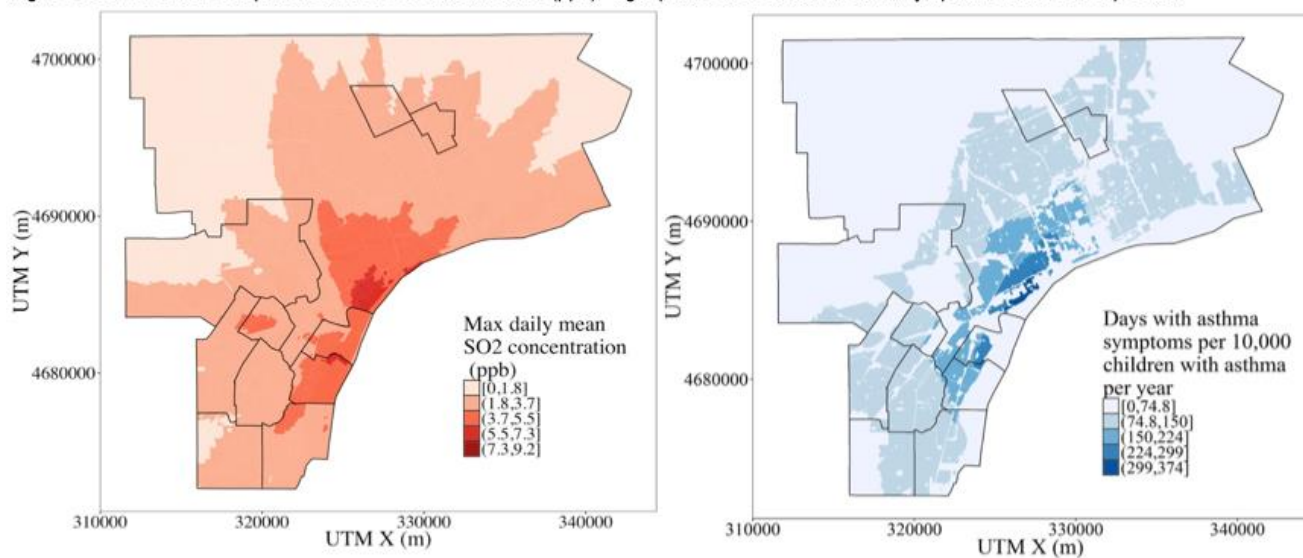 4700000
4690000
4680000
UTM Y (m)
310000 320000 330000 340000
UTM X (m)
Max daily mean
SO2 concentration
(ppb)
[0,1.8]
(1.8,3.7]
(3.7,5.5]
(5.5,7.3]
(7.3,9.2]
4700000
4690000
4680000
UTM Y (m)
310000 320000 330000 340000
UTM X (m)
Days with asthma
symptoms per 10,000
children with asthma
per year
[0,74.8]
(74.8,150]
(150,224]
(224,299]
(299,374]